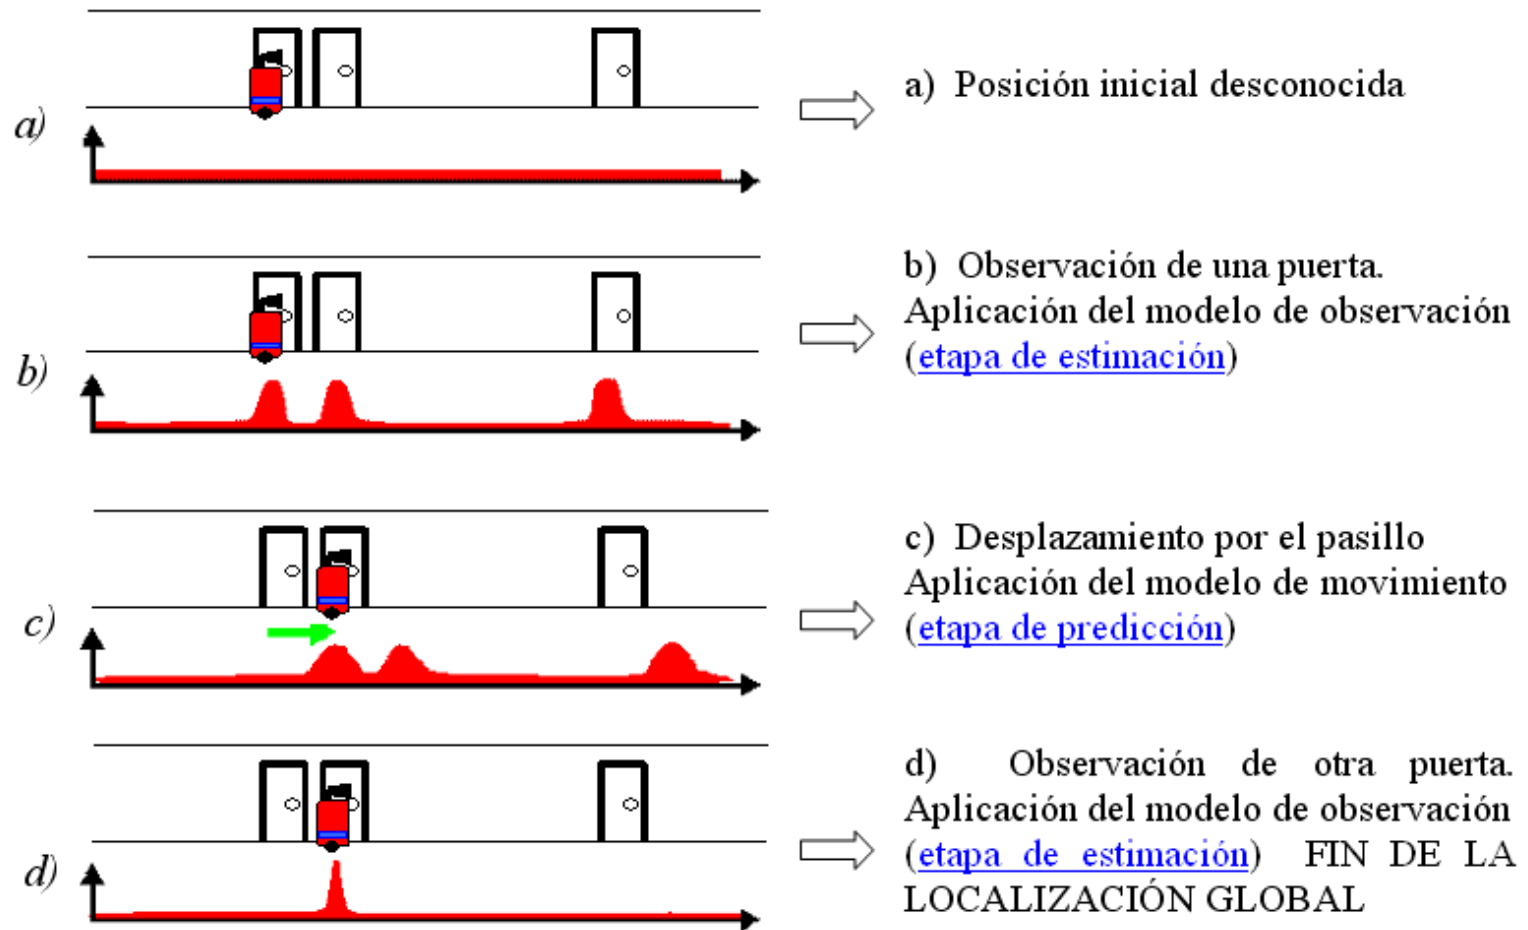 a)
a) Posición inicial desconocida
b)
b) Observación de una puerta.
Aplicación del modelo de observación
(etapa de estimación)
c)
c) Desplazamiento por el pasillo
Aplicación del modelo de movimiento
(etapa de predicción)
d)
d) Observación de otra puerta.
Aplicación del modelo de observación
(etapa de estimación) FIN DE LA
LOCALIZACIÓN GLOBAL